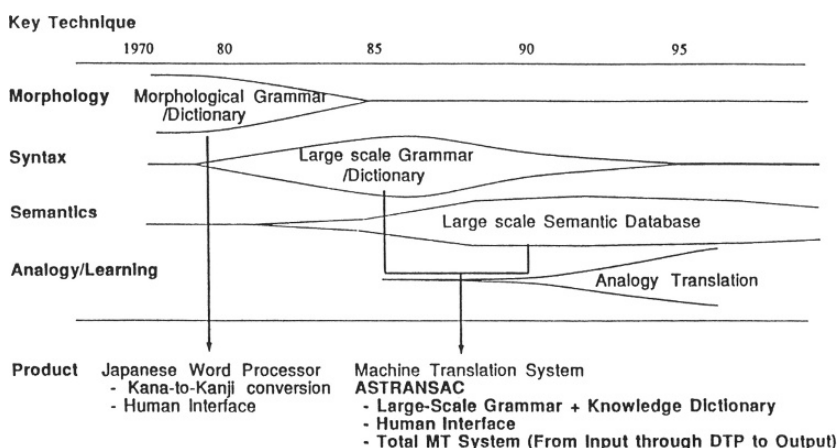 Key Technique
1970 80 85 90 95
Morphology Morphological Grammar
/Dictionary
Syntax Large scale Grammar
/Dictionary
Semantics Large scale Semantic Database
Analogy/Learning Analogy Translation
Product Japanese Word Processor Machine Translation System
- Kana-to-Kanji conversion ASTRANSAC
- Human Interface - Large-Scale Grammar + Knowledge Dictionary
- Human Interface
- Total MT System (From Input through DTP to Output)